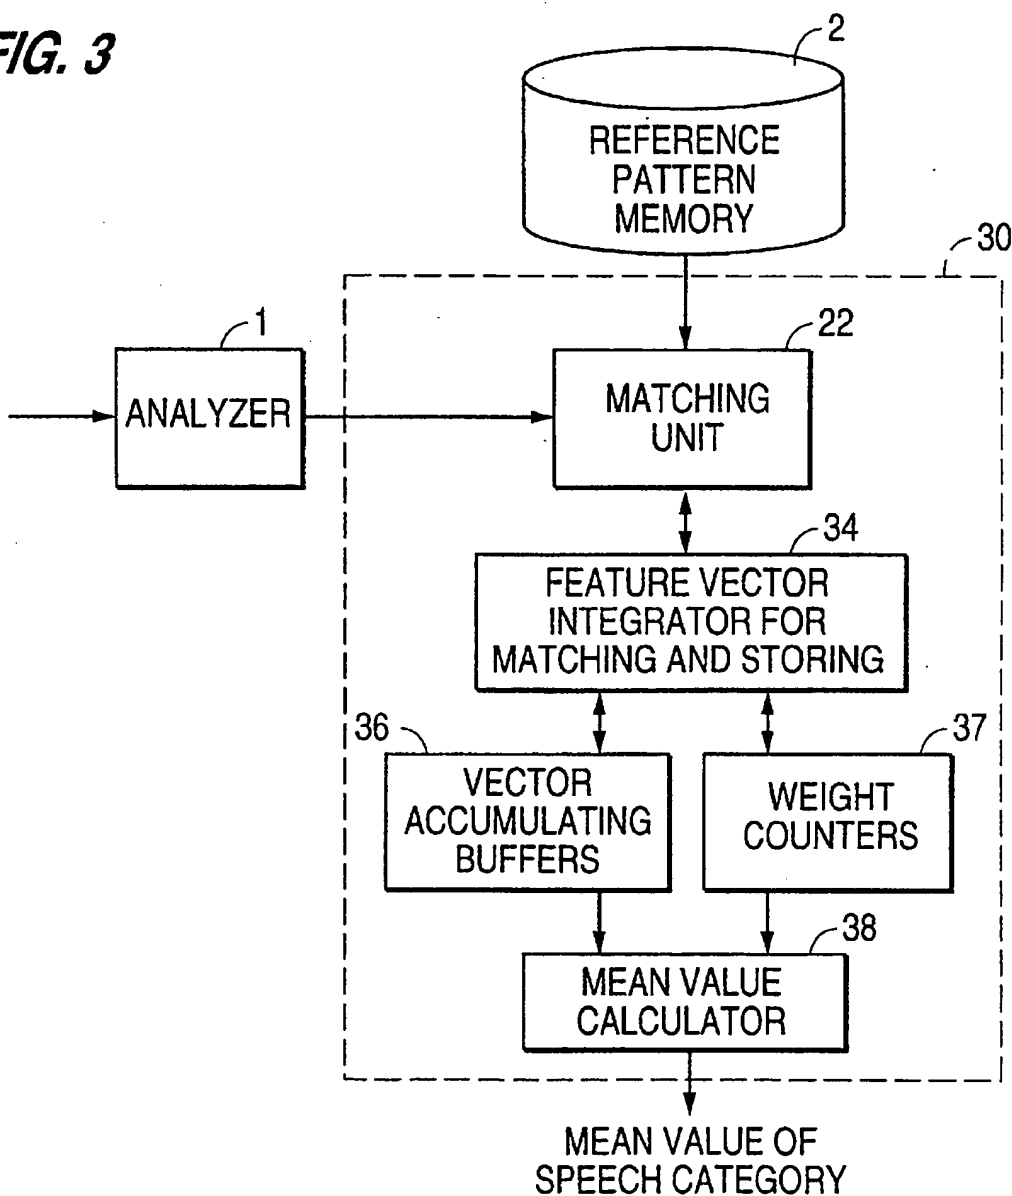 FIG. 3
2
REFERENCE
PATTERN
MEMORY
30
1
22
ANALYZER
MATCHING
UNIT
34
FEATURE VECTOR
INTEGRATOR FOR
MATCHING AND STORING
36
37
VECTOR
ACCUMULATING
BUFFERS
WEIGHT
COUNTERS
38
MEAN VALUE
CALCULATOR
MEAN VALUE OF
SPEECH CATEGORY